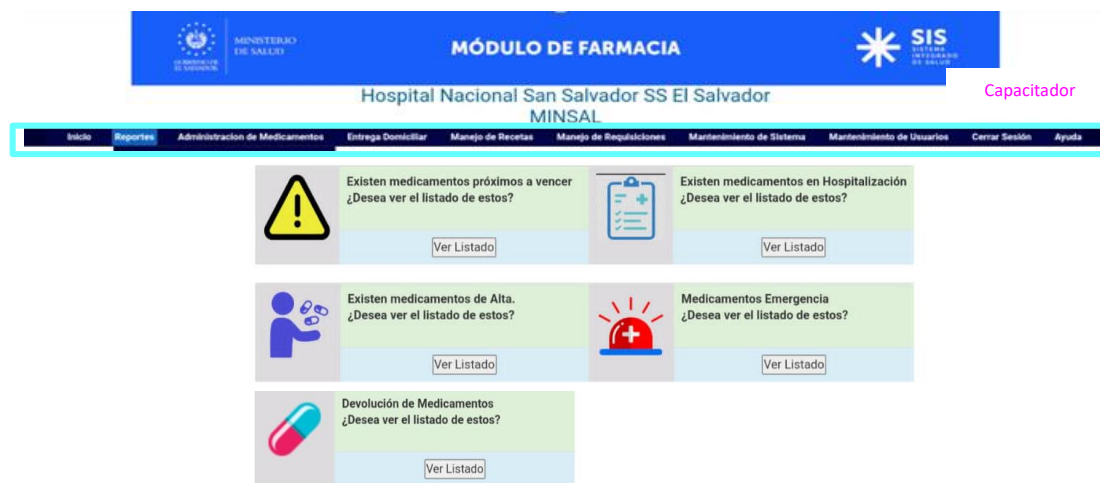 MINISTERIO
DE SALUD
GOBIERNO DE
EL SALVADOR
MÓDULO DE FARMACIA
SIS
SISTEMA
INTEGRADO
DE SALUD
Capacitador
Hospital Nacional San Salvador SS El Salvador
MINSAL
Inicio Reportes Administracion de Medicamentos Entrega Domiciliar Manejo de Recetas Manejo de Requisiciones Mantenimiento de Sistema Mantenimiento de Usuarios Cerrar Sesión Ayuda
Existen medicamentos próximos a vencer
¿Desea ver el listado de estos?
Ver Listado
Existen medicamentos en Hospitalización
¿Desea ver el listado de estos?
Ver Listado
Existen medicamentos de Alta.
¿Desea ver el listado de estos?
Ver Listado
Medicamentos Emergencia
¿Desea ver el listado de estos?
Ver Listado
Devolución de Medicamentos
¿Desea ver el listado de estos?
Ver Listado